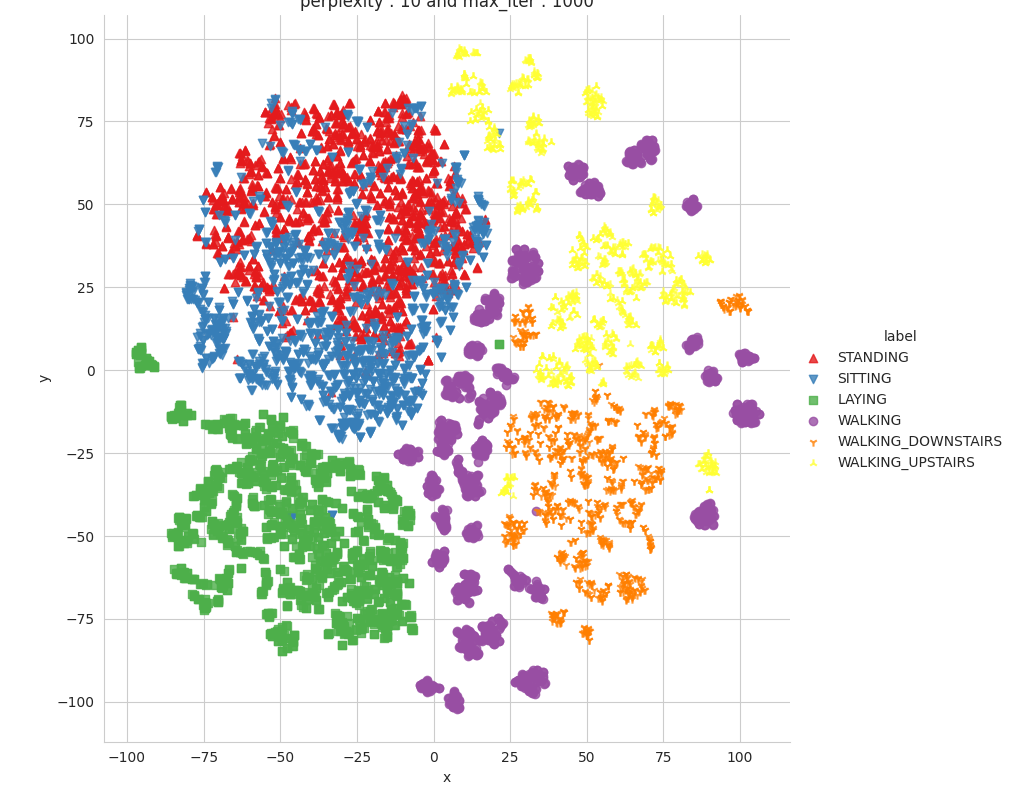 perplexity : 10 and max_iter : 1000
100
75
50
25
0
−25
−50
−75
−100
y
−100 −75 −50 −25 0 25 50 75 100
x
label
STANDING
SITTING
LAYING
WALKING
WALKING_DOWNSTAIRS
WALKING_UPSTAIRS